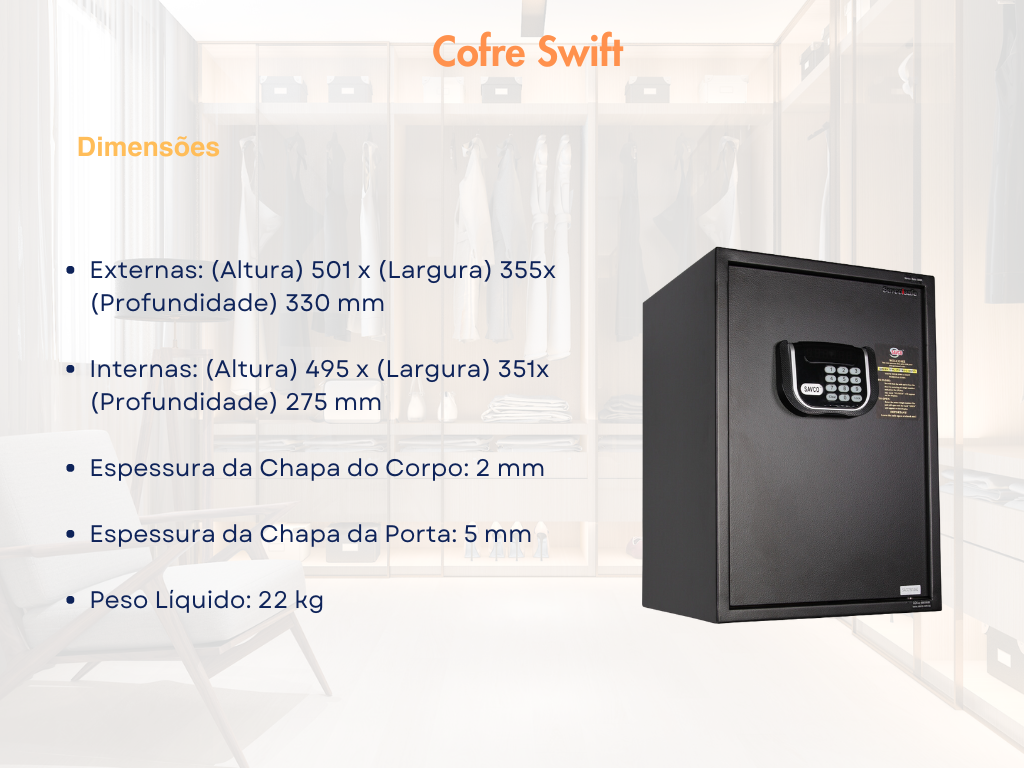 Cofre Swift
Dimensões
• Externas: (Altura) 501 x (Largura) 355x
(Profundidade) 330 mm
• Internas: (Altura) 495 x (Largura) 351x
(Profundidade) 275 mm
• Espessura da Chapa do Corpo: 2 mm
• Espessura da Chapa da Porta: 5 mm
• Peso Líquido: 22 kg
SAFEWELL